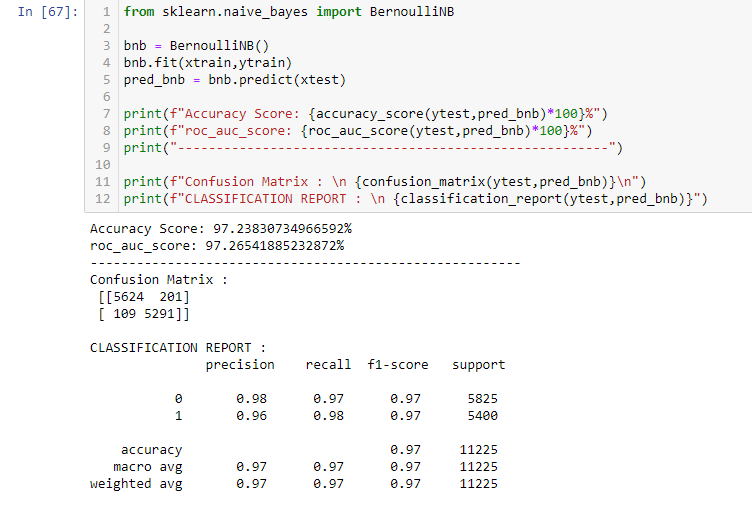 In [67]:
1 from sklearn.naive_bayes import BernoulliNB
2
3 bnb = BernoulliNB()
4 bnb.fit(xtrain,ytrain)
5 pred_bnb = bnb.predict(xtest)
6
7 print(f"Accuracy Score: {accuracy_score(ytest,pred_bnb)*100}%")
8 print(f"roc_auc_score: {roc_auc_score(ytest,pred_bnb)*100}%")
9 print("--------------------------------------------------------")
10
11 print(f"Confusion Matrix : \n {confusion_matrix(ytest,pred_bnb)}\n")
12 print(f"CLASSIFICATION REPORT : \n {classification_report(ytest,pred_bnb)}")
Accuracy Score: 97.23830734966592%
roc_auc_score: 97.26541885232872%
--------------------------------------------------------
Confusion Matrix :
[[5624  201]
[ 109 5291]]
CLASSIFICATION REPORT :
precision    recall  f1-score   support
0       0.98      0.97      0.97      5825
1       0.96      0.98      0.97      5400
accuracy                           0.97     11225
macro avg       0.97      0.97      0.97     11225
weighted avg       0.97      0.97      0.97     11225